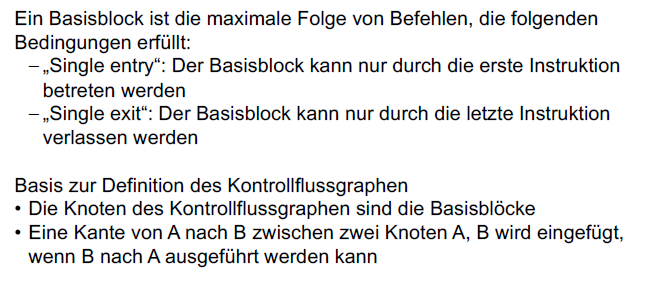 Ein Basisblock ist die maximale Folge von Befehlen, die folgenden
Bedingungen erfüllt:
– „Single entry“: Der Basisblock kann nur durch die erste Instruktion
betreten werden
– „Single exit“: Der Basisblock kann nur durch die letzte Instruktion
verlassen werden
Basis zur Definition des Kontrollflussgraphen
• Die Knoten des Kontrollflussgraphen sind die Basisblöcke
• Eine Kante von A nach B zwischen zwei Knoten A, B wird eingefügt,
wenn B nach A ausgeführt werden kann